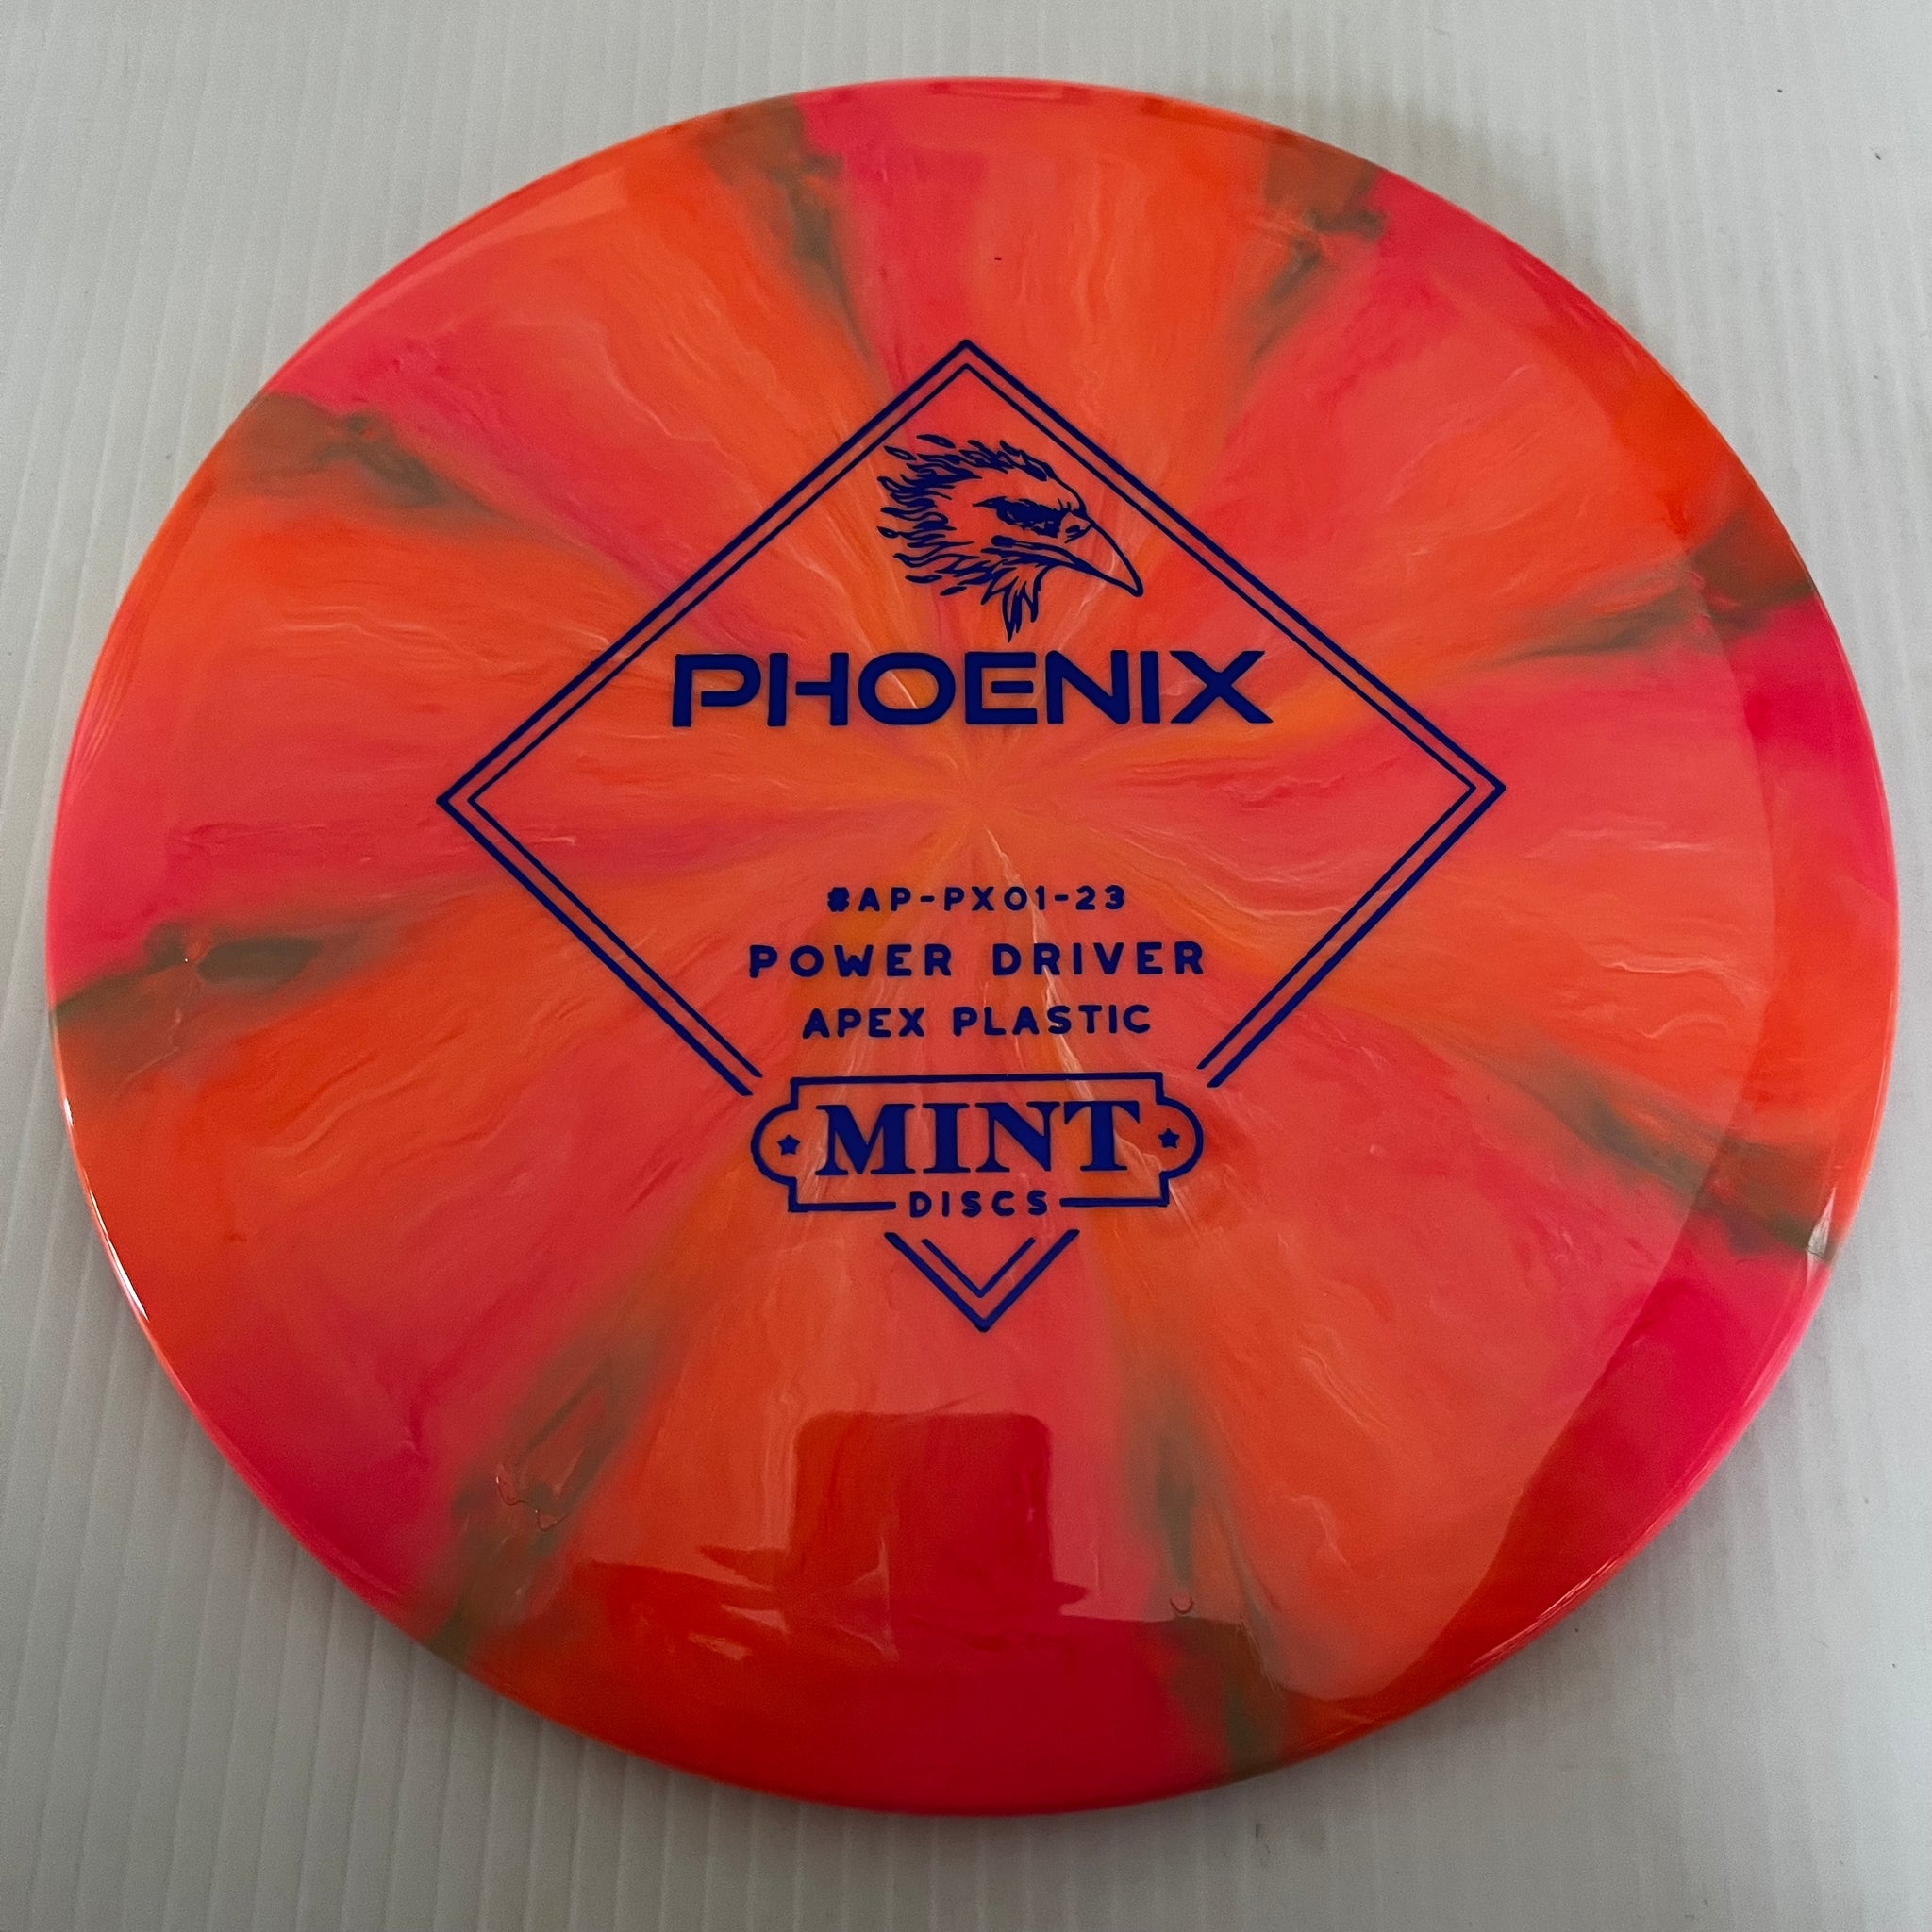 PHOENIX
#AP-PX01-23
POWER DRIVER
APEX PLASTIC
MINT
DISCS